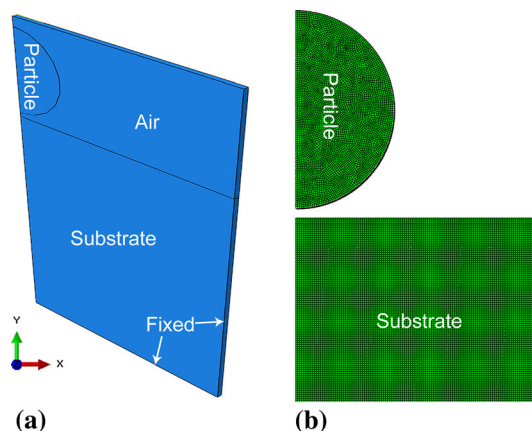 Particle
Air
Substrate
Fixed
Y
X
(a)
(b)
Particle
Substrate